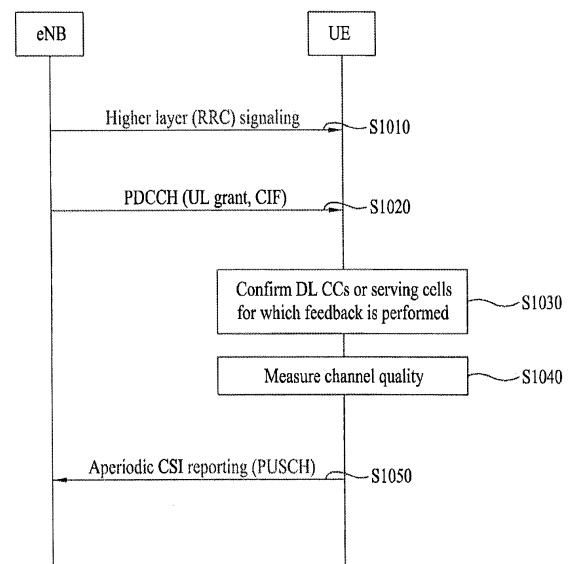 eNB
UE
Higher layer (RRC) signaling
S1010
PDCCH (UL grant, CIF)
S1020
Confirm DL CCs or serving cells
for which feedback is performed
S1030
Measure channel quality
S1040
Aperiodic CSI reporting (PUSCH)
S1050